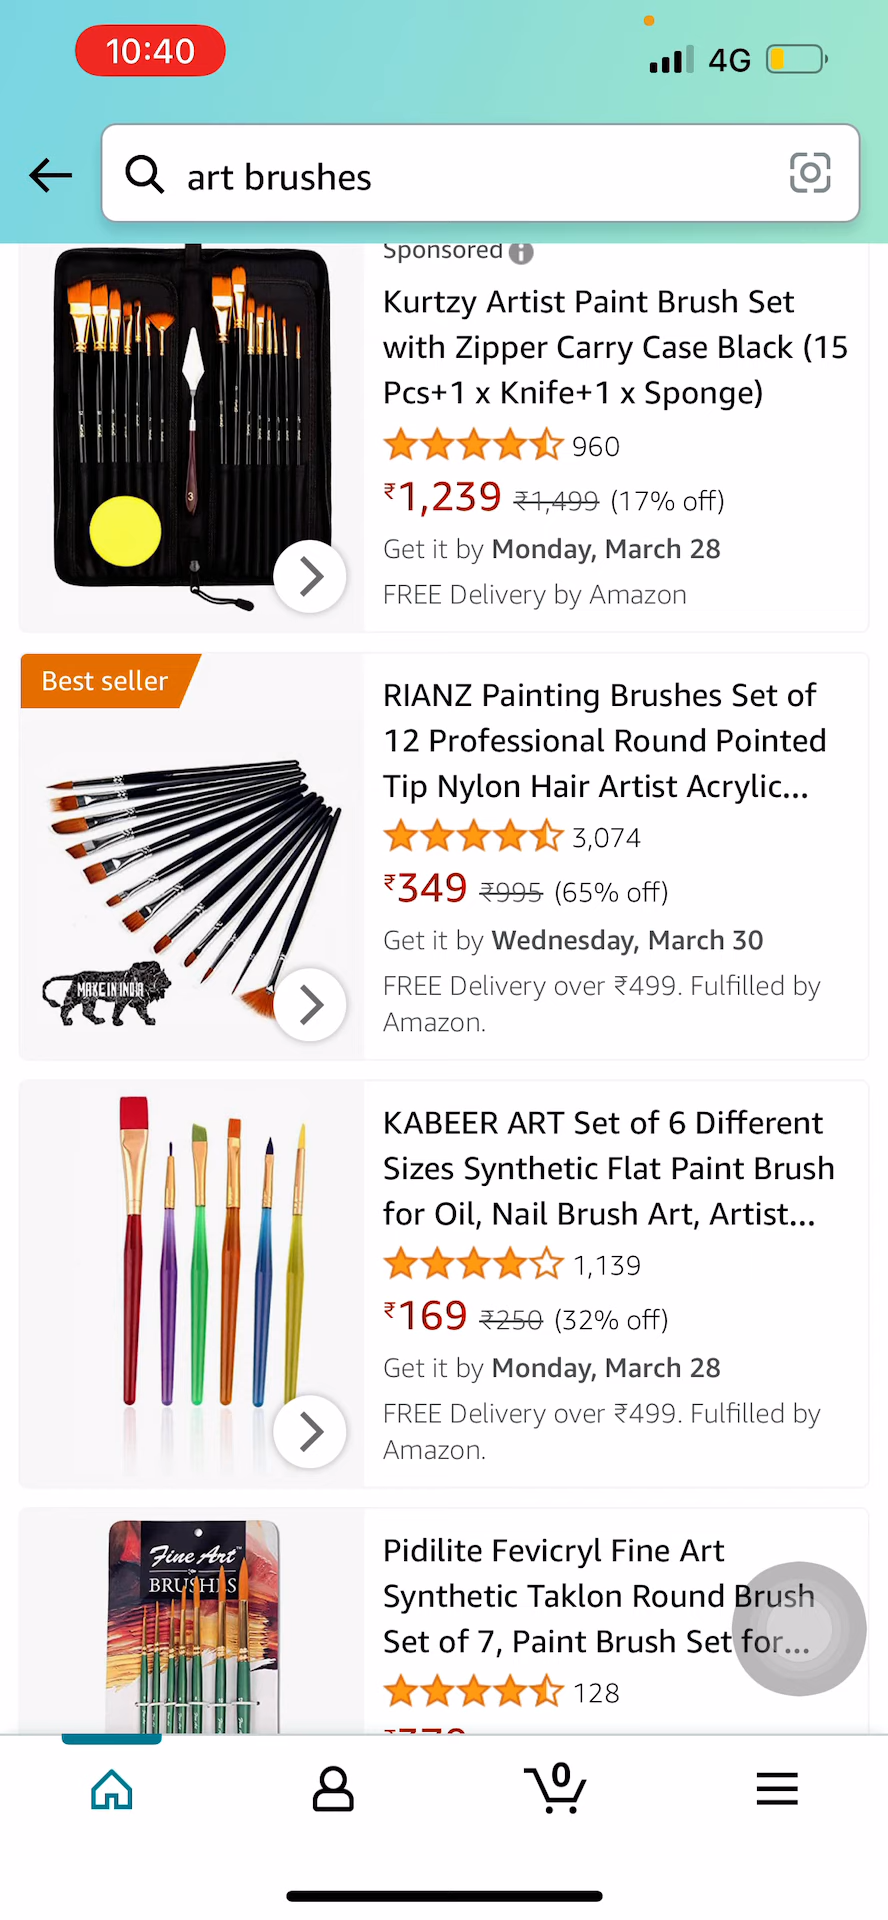 10:40
4G
art brushes
Sponsored
Kurtzy Artist Paint Brush Set
with Zipper Carry Case Black (15
Pcs+1 x Knife+1 x Sponge)
960
₹1,239 ₹1,499 (17% off)
Get it by Monday, March 28
FREE Delivery by Amazon
3
Best seller
RIANZ Painting Brushes Set of
12 Professional Round Pointed
Tip Nylon Hair Artist Acrylic...
3,074
₹349 ₹995 (65% off)
Get it by Wednesday, March 30
FREE Delivery over ₹499. Fulfilled by
Amazon.
MAKE IN INDIA
KABEER ART Set of 6 Different
Sizes Synthetic Flat Paint Brush
for Oil, Nail Brush Art, Artist...
1,139
₹169 ₹250 (32% off)
Get it by Monday, March 28
FREE Delivery over ₹499. Fulfilled by
Amazon.
Fine Art™
BRUSHES
Pidilite Fevicryl Fine Art
Synthetic Taklon Round Brush
Set of 7, Paint Brush Set for...
128
0